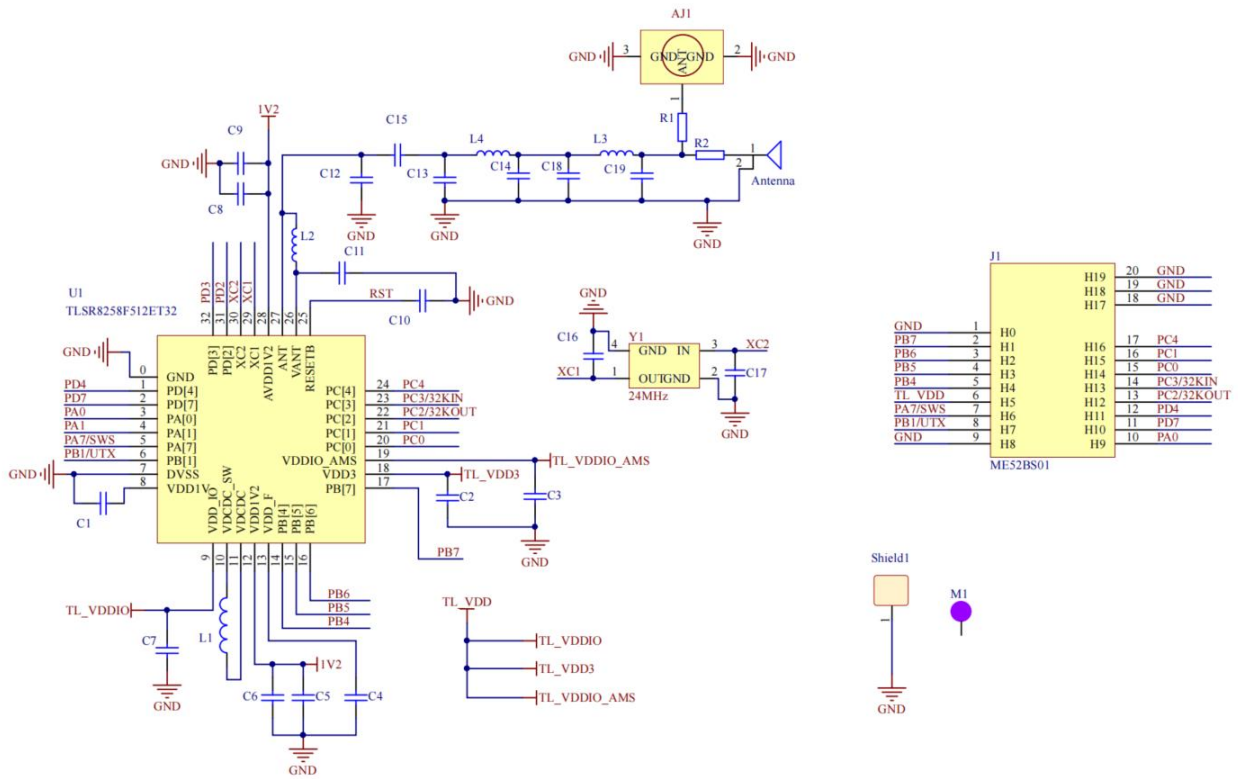 AJ1
GND 3 GND GND 2 GND
ANT
1
R1
1V2
C9
C15
L4
L3
R2
1
2
GND
C12
C13
C14
C18
C19
Antenna
C8
GND
GND
GND
L2
C11
RST
GND
C10
U1
TLSR8258F512ET32
PD3
PD2
XC2
XC1
32
31
30
29
28
27
26
25
PD[3]
PD[2]
XC2
XC1
AVDD1V2
ANT
VANT
RESETB
GND
0 GND
PD4 1 PD[4]
PD7 2 PD[7]
PA0 3 PA[0]
PA1 4 PA[1]
PA7/SWS 5 PA[7]
PB1/UTX 6 PB[1]
GND 7 DVSS
8 VDD1V
C1
PC[4] 24 PC4
PC[3] 23 PC3/32KIN
PC[2] 22 PC2/32KOUT
PC[1] 21 PC1
PC[0] 20 PC0
VDDIO_AMS 19 TL_VDDIO_AMS
VDD3 18 TL_VDD3
PB[7] 17
C2
C3
GND
PB7
VDD_IO
VDCDC_SW
VDCDC
VDD1V2
VDD_F
PB[4]
PB[5]
PB[6]
9
10
11
12
13
14
15
16
PB6
PB5
PB4
TL_VDDIO
C7
L1
GND
1V2
C6
C5
C4
GND
GND
C16
Y1
4 GND IN 3 XC2
XC1 1 OUT GND 2
24MHz
C17
GND
TL_VDD
TL_VDDIO
TL_VDD3
TL_VDDIO_AMS
J1
H19 20 GND
H18 19 GND
H17 18 GND
GND 1 H0
PB7 2 H1
PB6 3 H2
PB5 4 H3
PB4 5 H4
TL_VDD 6 H5
PA7/SWS 7 H6
PB1/UTX 8 H7
GND 9 H8
H16 17 PC4
H15 16 PC1
H14 15 PC0
H13 14 PC3/32KIN
H12 13 PC2/32KOUT
H11 12 PD4
H10 11 PD7
H9 10 PA0
ME52BS01
Shield1
1
GND
M1